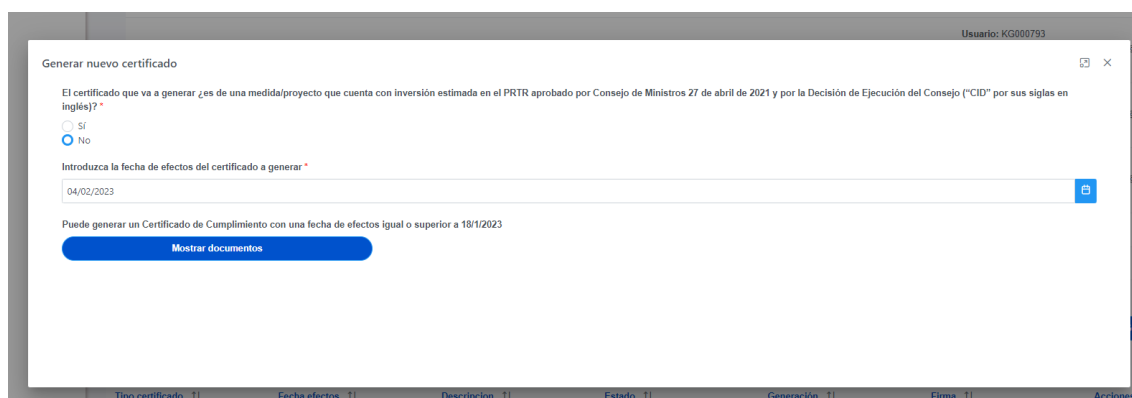 Usuario: KG000793
Generar nuevo certificado
El certificado que va a generar ¿es de una medida/proyecto que cuenta con inversión estimada en el PRTR aprobado por Consejo de Ministros 27 de abril de 2021 y por la Decisión de Ejecución del Consejo (“CID” por sus siglas en
inglés)? *
Sí
No
Introduzca la fecha de efectos del certificado a generar *
04/02/2023
Puede generar un Certificado de Cumplimiento con una fecha de efectos igual o superior a 18/1/2023
Mostrar documentos
Tipo certificado Fecha efectos Descripcion Estado Generación Firma Acciones